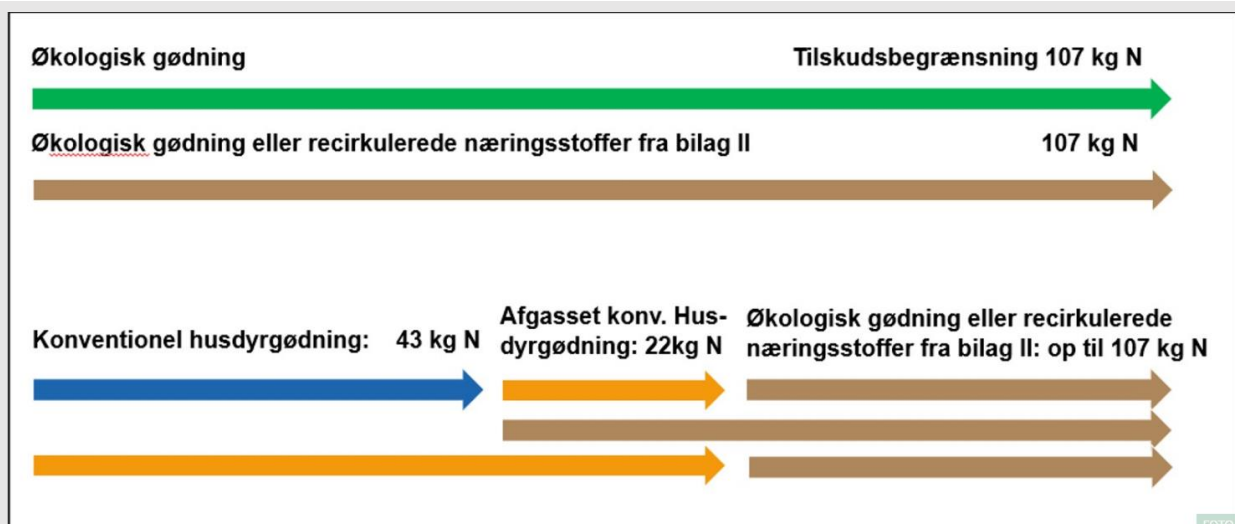 Økologisk gødning Tilskudsbegrænsning 107 kg N
Økologisk gødning eller recirkulerede næringsstoffer fra bilag II 107 kg N
Konventionel husdyrgødning: 43 kg N
Afgasset konv. Hus-
dyrgødning: 22kg N
Økologisk gødning eller recirkulerede
næringsstoffer fra bilag II: op til 107 kg N